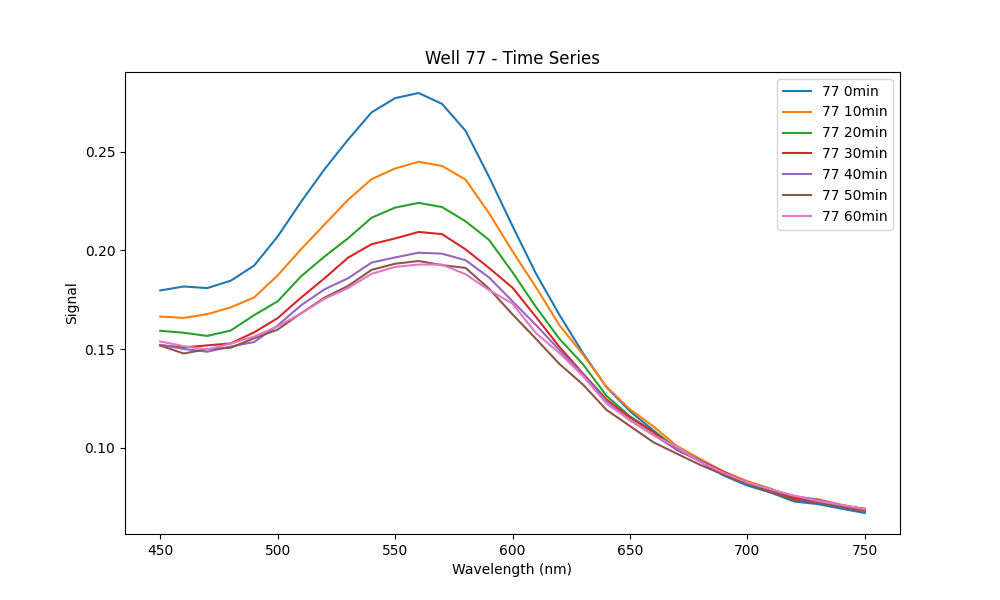 Well 77 - Time Series
77 0min
77 10min
77 20min
77 30min
77 40min
77 50min
77 60min
0.25
0.20
0.15
0.10
Signal
450 500 550 600 650 700 750
Wavelength (nm)